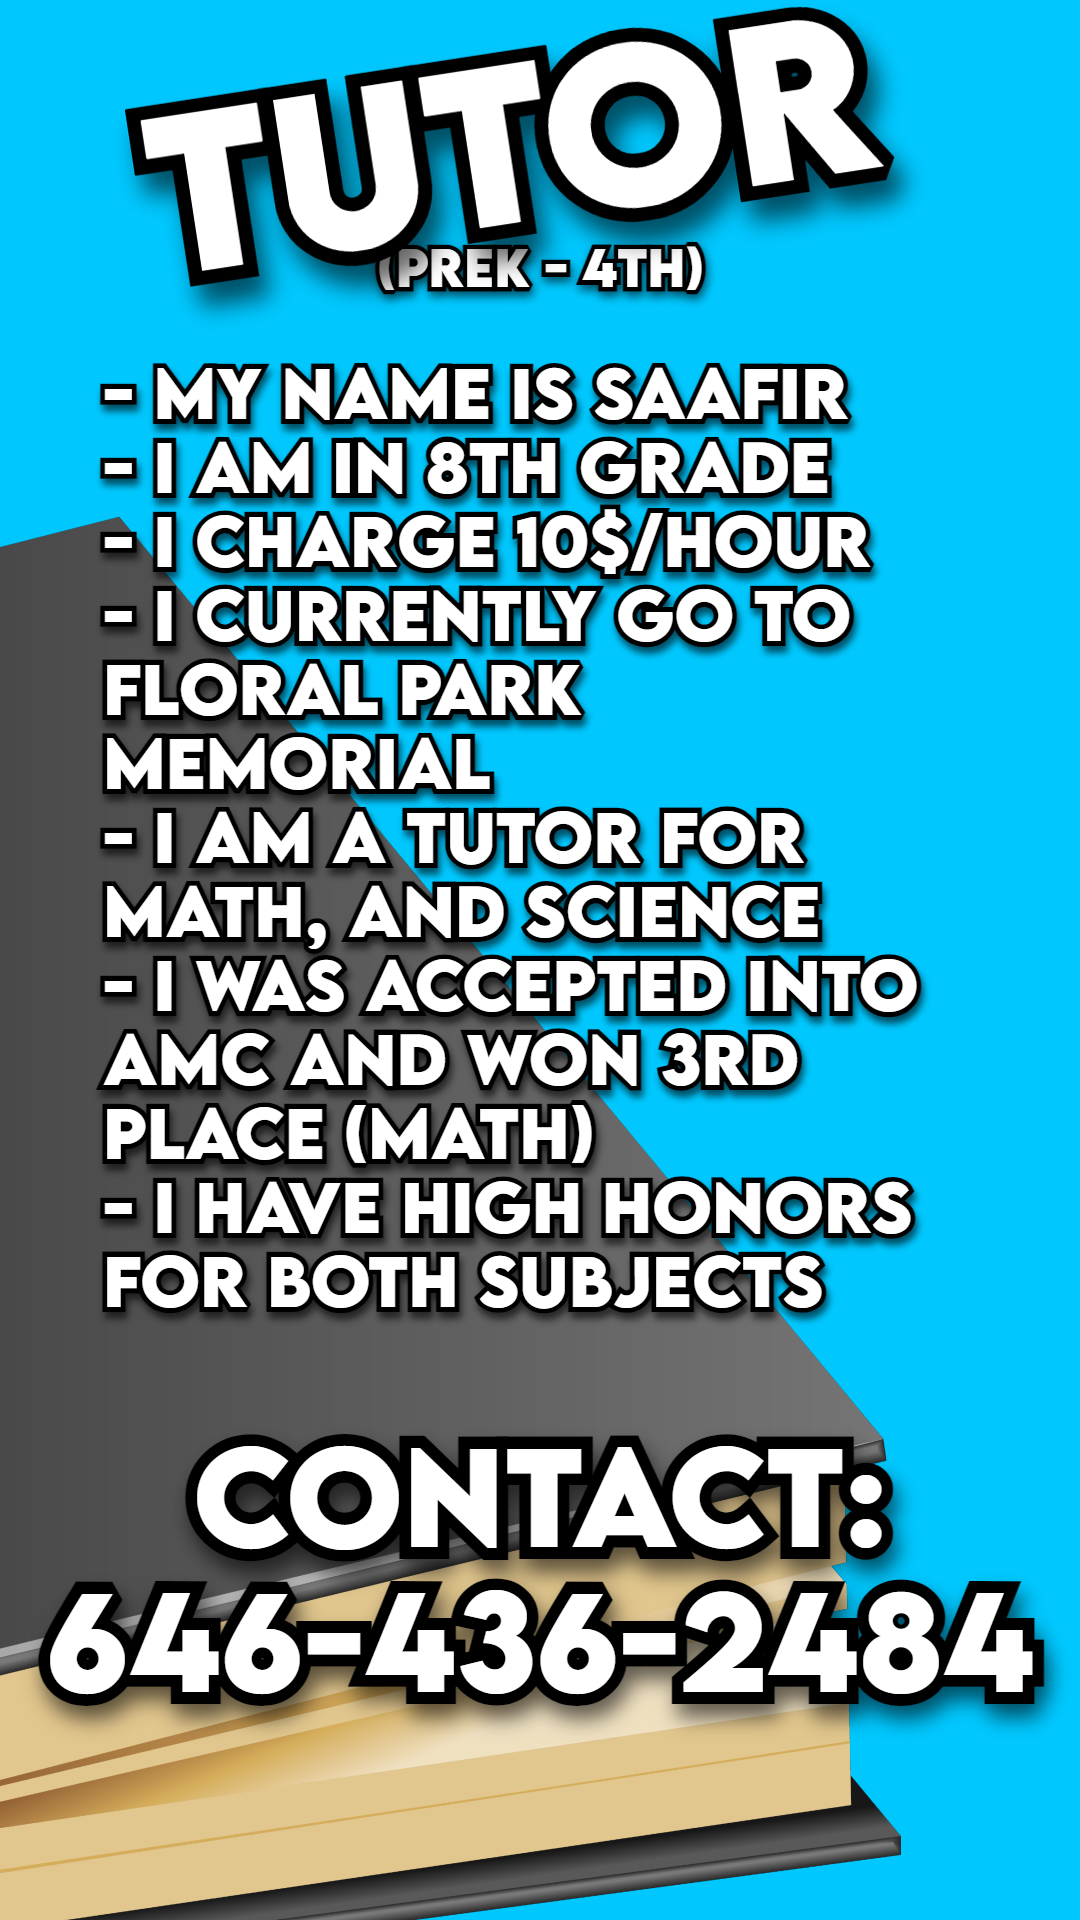 TUTOR
(PREK - 4TH)
- MY NAME IS SAAFIR
- I AM IN 8TH GRADE
- I CHARGE 10$/HOUR
- I CURRENTLY GO TO
FLORAL PARK
MEMORIAL
- I AM A TUTOR FOR
MATH, AND SCIENCE
- I WAS ACCEPTED INTO
AMC AND WON 3RD
PLACE (MATH)
- I HAVE HIGH HONORS
FOR BOTH SUBJECTS
CONTACT:
646-436-2484